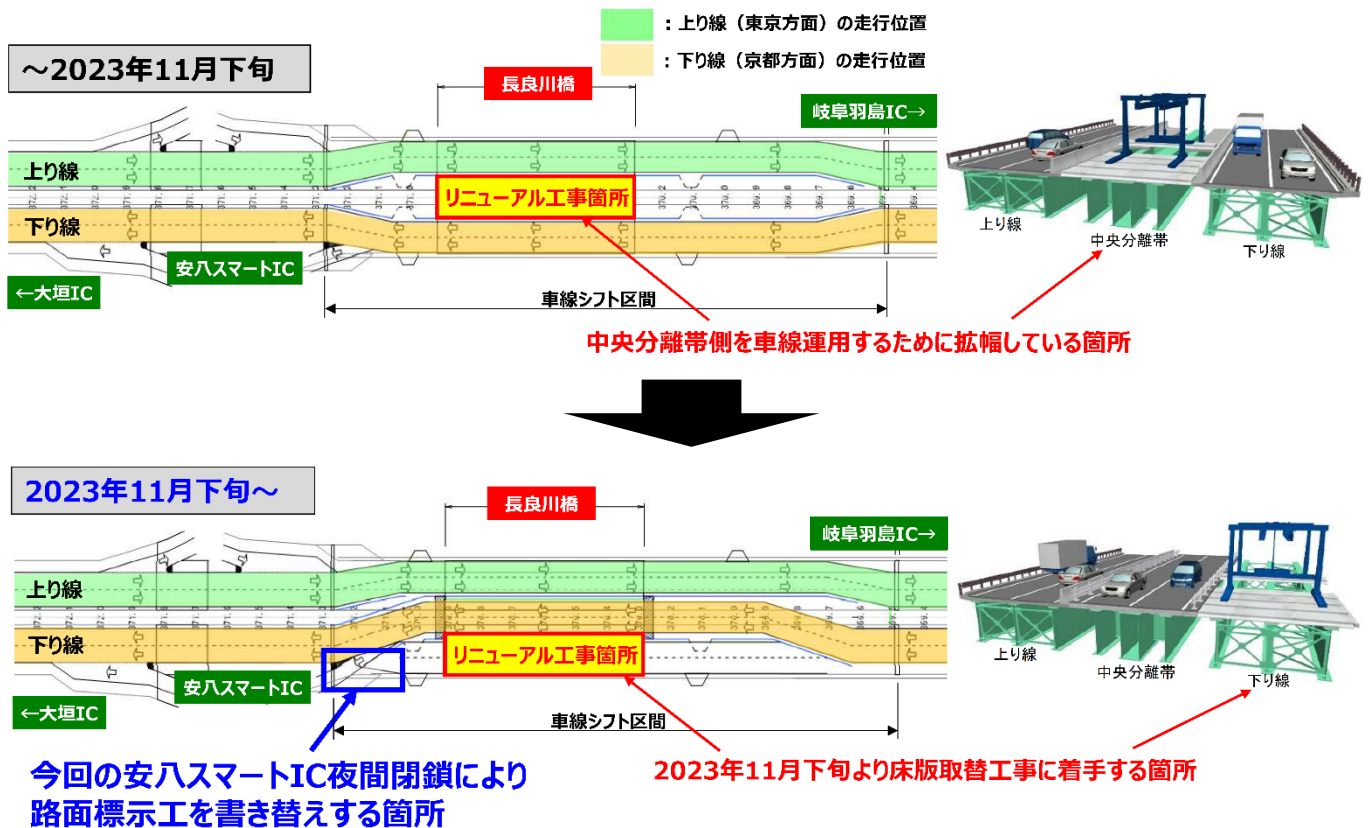 ：上り線（東京方面）の走行位置
：下り線（京都方面）の走行位置
～2023年11月下旬
長良川橋
岐阜羽島IC→
上り線
リニューアル工事箇所
下り線
安八スマートIC
←大垣IC
車線シフト区間
上り線
中央分離帯
下り線
中央分離帯側を車線運用するために拡幅している箇所
2023年11月下旬～
長良川橋
岐阜羽島IC→
上り線
下り線
リニューアル工事箇所
安八スマートIC
←大垣IC
車線シフト区間
上り線
中央分離帯
下り線
今回の安八スマートIC夜間閉鎖により
路面標示工を書き替えする箇所
2023年11月下旬より床版取替工事に着手する箇所